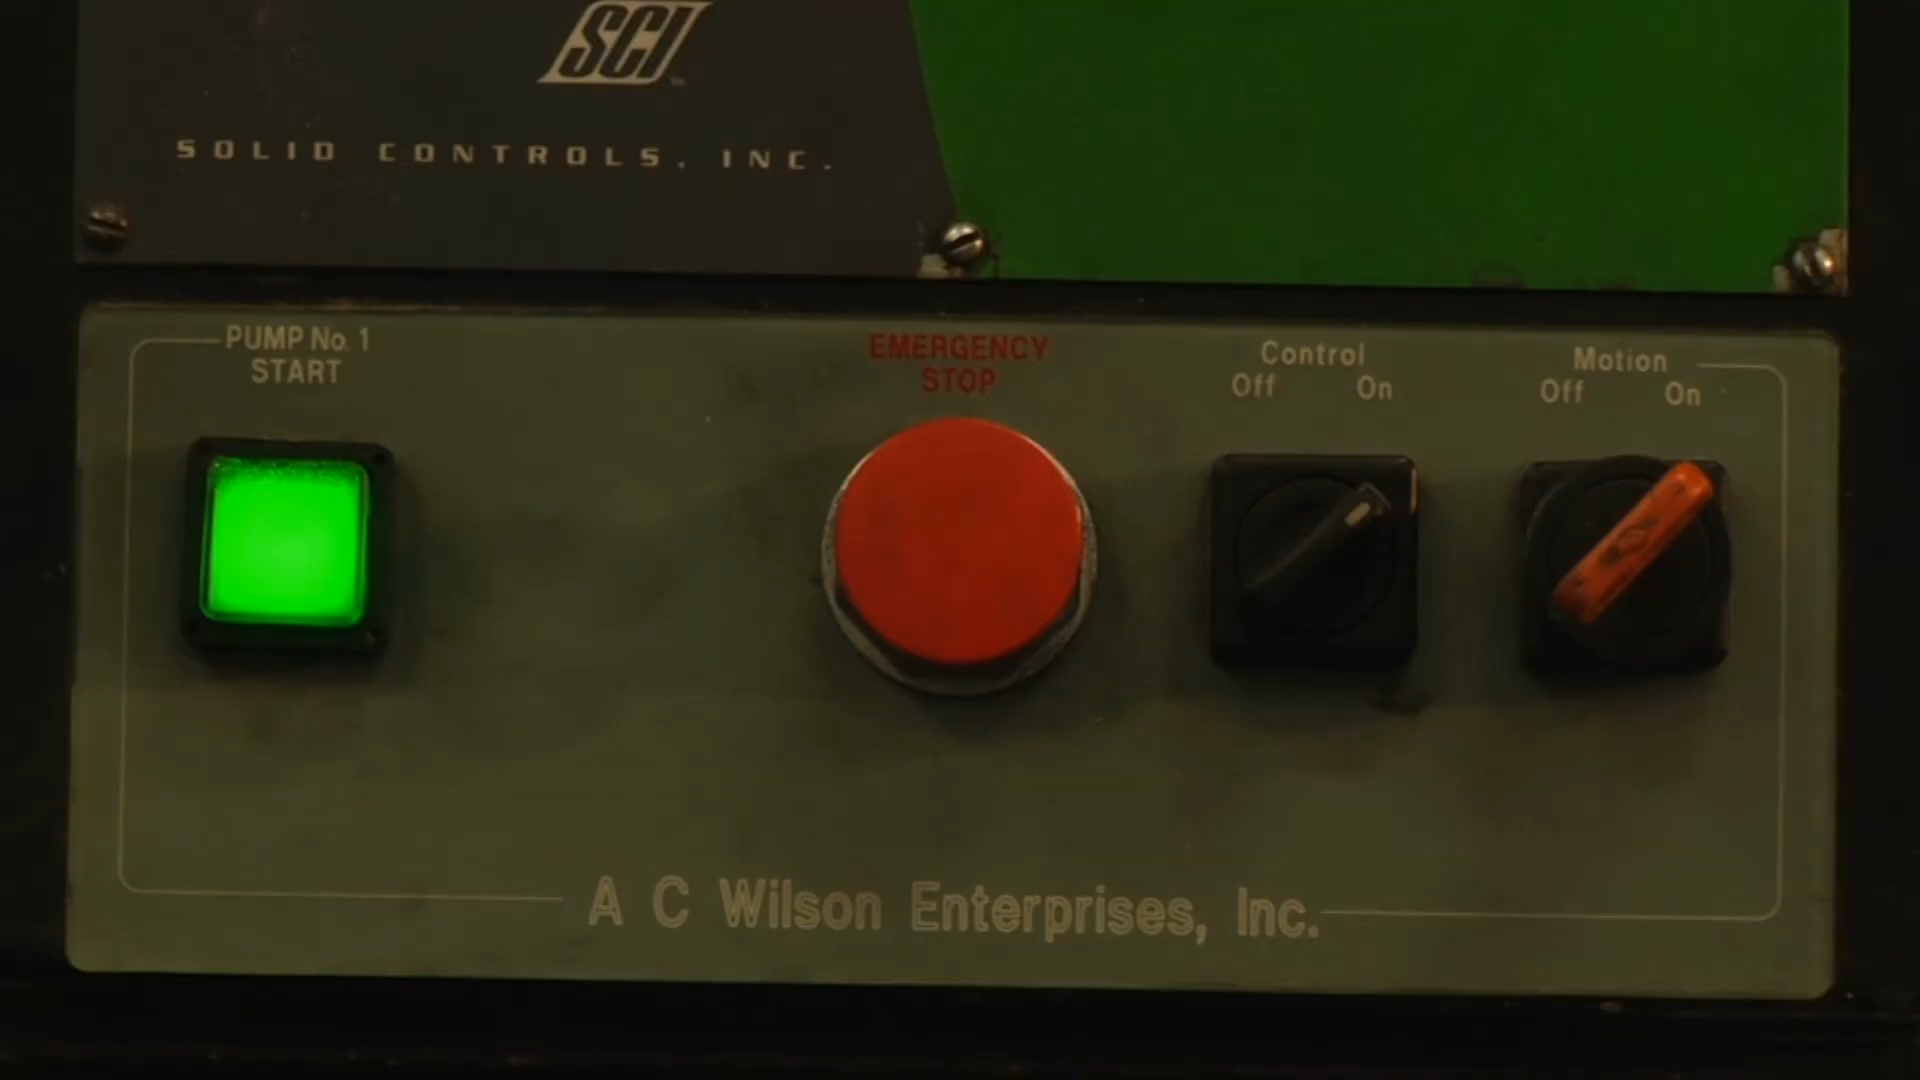 SCI
SOLID CONTROLS, INC.
PUMP No. 1
START
EMERGENCY
STOP
Control
Off On
Motion
Off On
A C Wilson Enterprises, Inc.